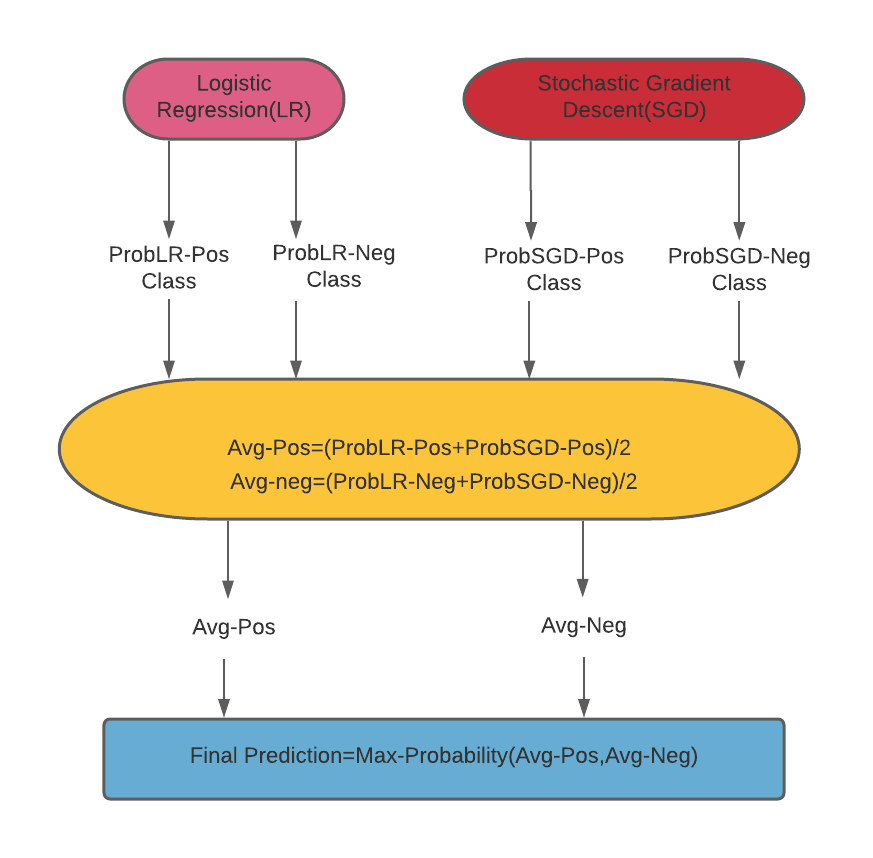 Logistic
Regression(LR)
Stochastic Gradient
Descent(SGD)
ProbLR-Pos
Class
ProbLR-Neg
Class
ProbSGD-Pos
Class
ProbSGD-Neg
Class
Avg-Pos=(ProbLR-Pos+ProbSGD-Pos)/2
Avg-neg=(ProbLR-Neg+ProbSGD-Neg)/2
Avg-Pos
Avg-Neg
Final Prediction=Max-Probability(Avg-Pos,Avg-Neg)